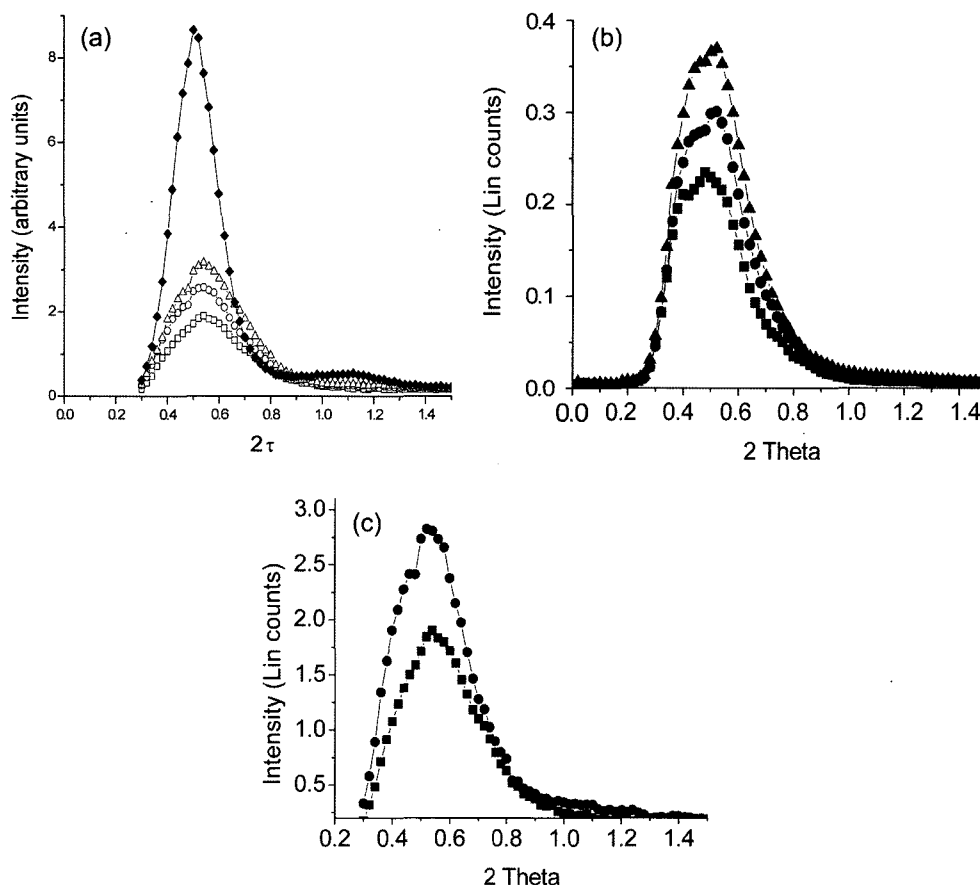 (a)
Intensity (arbitrary units)
8
6
4
2
0
0.0 0.2 0.4 0.6 0.8 1.0 1.2 1.4
2τ
(b)
Intensity (Lin counts)
0.4
0.3
0.2
0.1
0.0
0.0 0.2 0.4 0.6 0.8 1.0 1.2 1.4
2 Theta
(c)
Intensity (Lin counts)
3.0
2.5
2.0
1.5
1.0
0.5
0.2 0.4 0.6 0.8 1.0 1.2 1.4
2 Theta